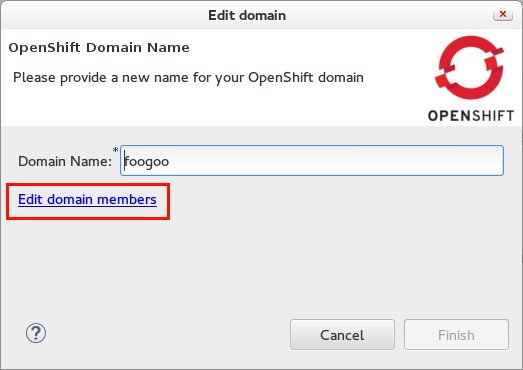 Edit domain
OpenShift Domain Name
Please provide a new name for your OpenShift domain
OPENSHIFT
Domain Name:* foogoo
Edit domain members
? Cancel Finish